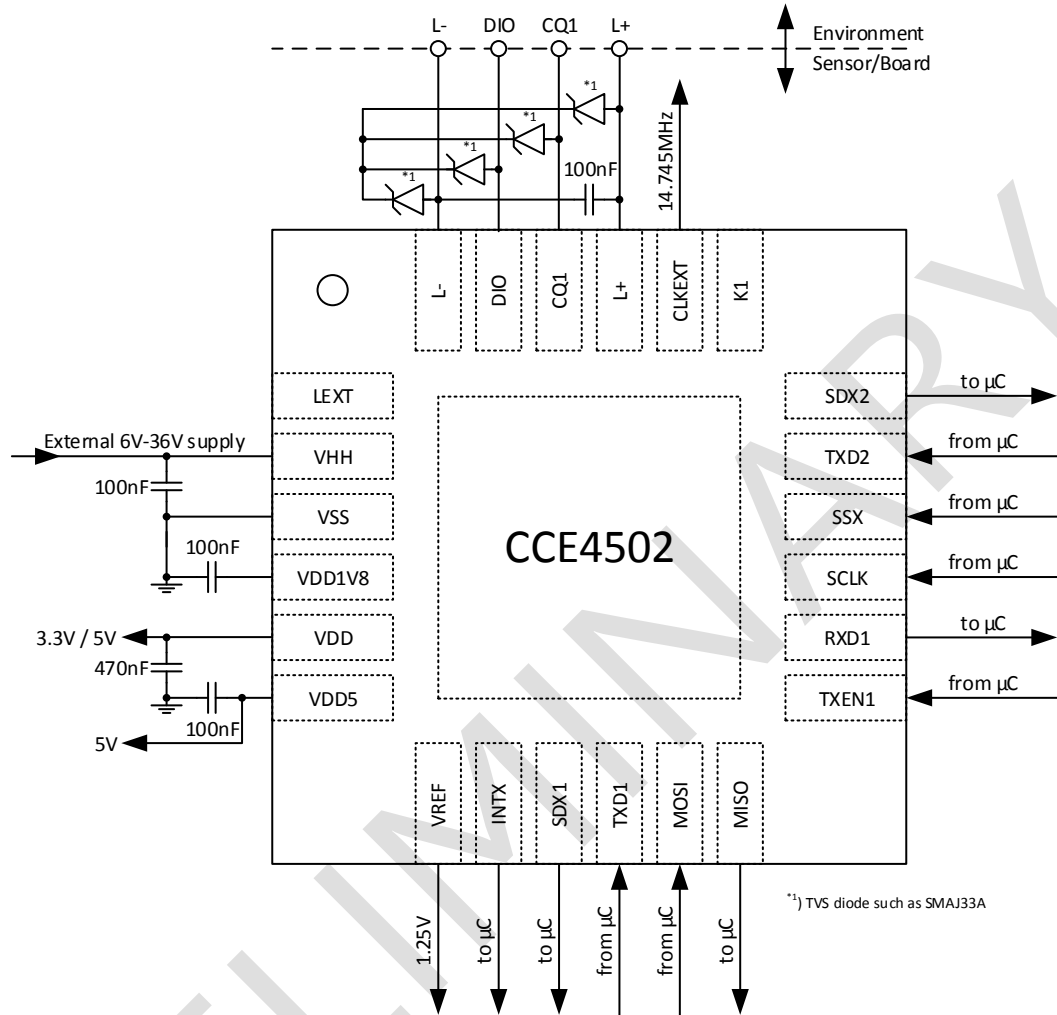 L-
DIO
CQ1
L+
Environment
Sensor/Board
*1
*1
*1
*1
100nF
14.745MHz
L-
DIO
CQ1
L+
CLKEXT
K1
LEXT
External 6V-36V supply
VHH
100nF
VSS
100nF
VDD1V8
3.3V / 5V
VDD
470nF
VDD5
100nF
5V
CCE4502
SDX2
to µC
TXD2
from µC
SSX
from µC
SCLK
from µC
RXD1
to µC
TXEN1
from µC
VREF
INTX
SDX1
TXD1
MOSI
MISO
1.25V
to µC
to µC
from µC
from µC
to µC
*1) TVS diode such as SMAJ33A
ELIMINARY